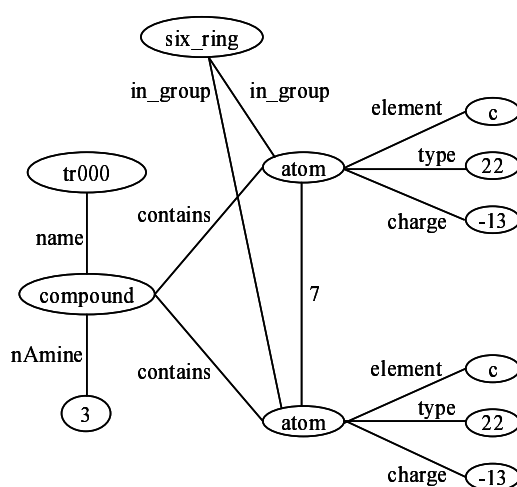 six_ring
in_group in_group
element c
tr000 atom type 22
contains
charge -13
name
compound 7
nAmine contains
element c
3 atom type 22
charge -13